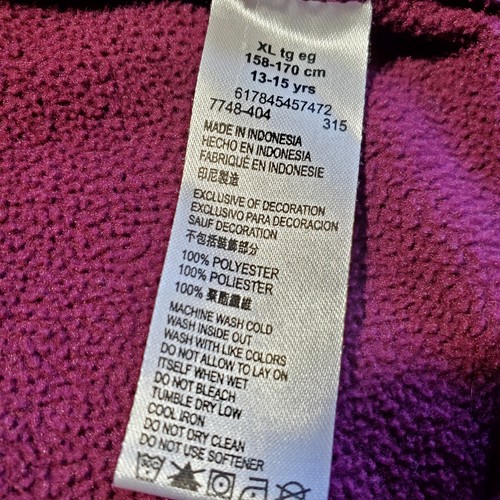 XL tg eg
158-170 cm
13-15 yrs
617845457472
7748-404 315
MADE IN INDONESIA
HECHO EN INDONESIA
FABRIQUÉ EN INDONESIE
印尼製造
EXCLUSIVE OF DECORATION
EXCLUSIVO PARA DECORACION
SAUF DECORATION
不包括裝飾部分
100% POLYESTER
100% POLIESTER
100% 聚酯纖維
MACHINE WASH COLD
WASH INSIDE OUT
WASH WITH LIKE COLORS
DO NOT ALLOW TO LAY ON
ITSELF WHEN WET
DO NOT BLEACH
TUMBLE DRY LOW
COOL IRON
DO NOT DRY CLEAN
DO NOT USE SOFTENER